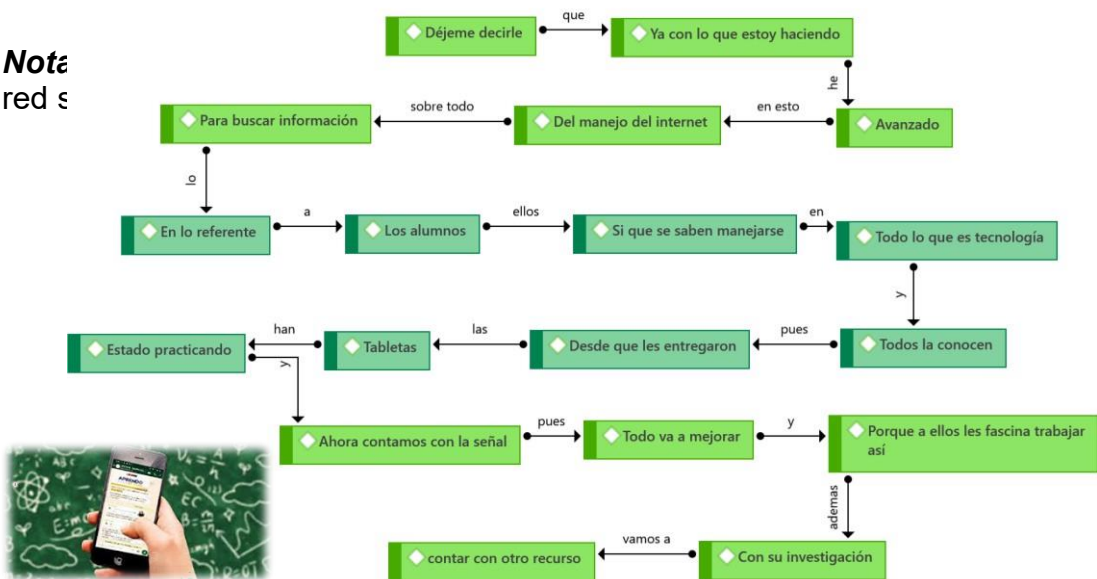 Déjeme decirle
que
Ya con lo que estoy haciendo
he
Avanzado
en esto
Del manejo del internet
sobre todo
Para buscar información
lo
En lo referente
a
Los alumnos
ellos
Si que se saben manejarse
en
Todo lo que es tecnología
y
Todos la conocen
pues
Desde que les entregaron
las
Tabletas
han
Estado practicando
y
Ahora contamos con la señal
pues
Todo va a mejorar
y
Porque a ellos les fascina trabajar
así
ademas
Con su investigación
vamos a
contar con otro recurso
Nota
red s
APRENDO